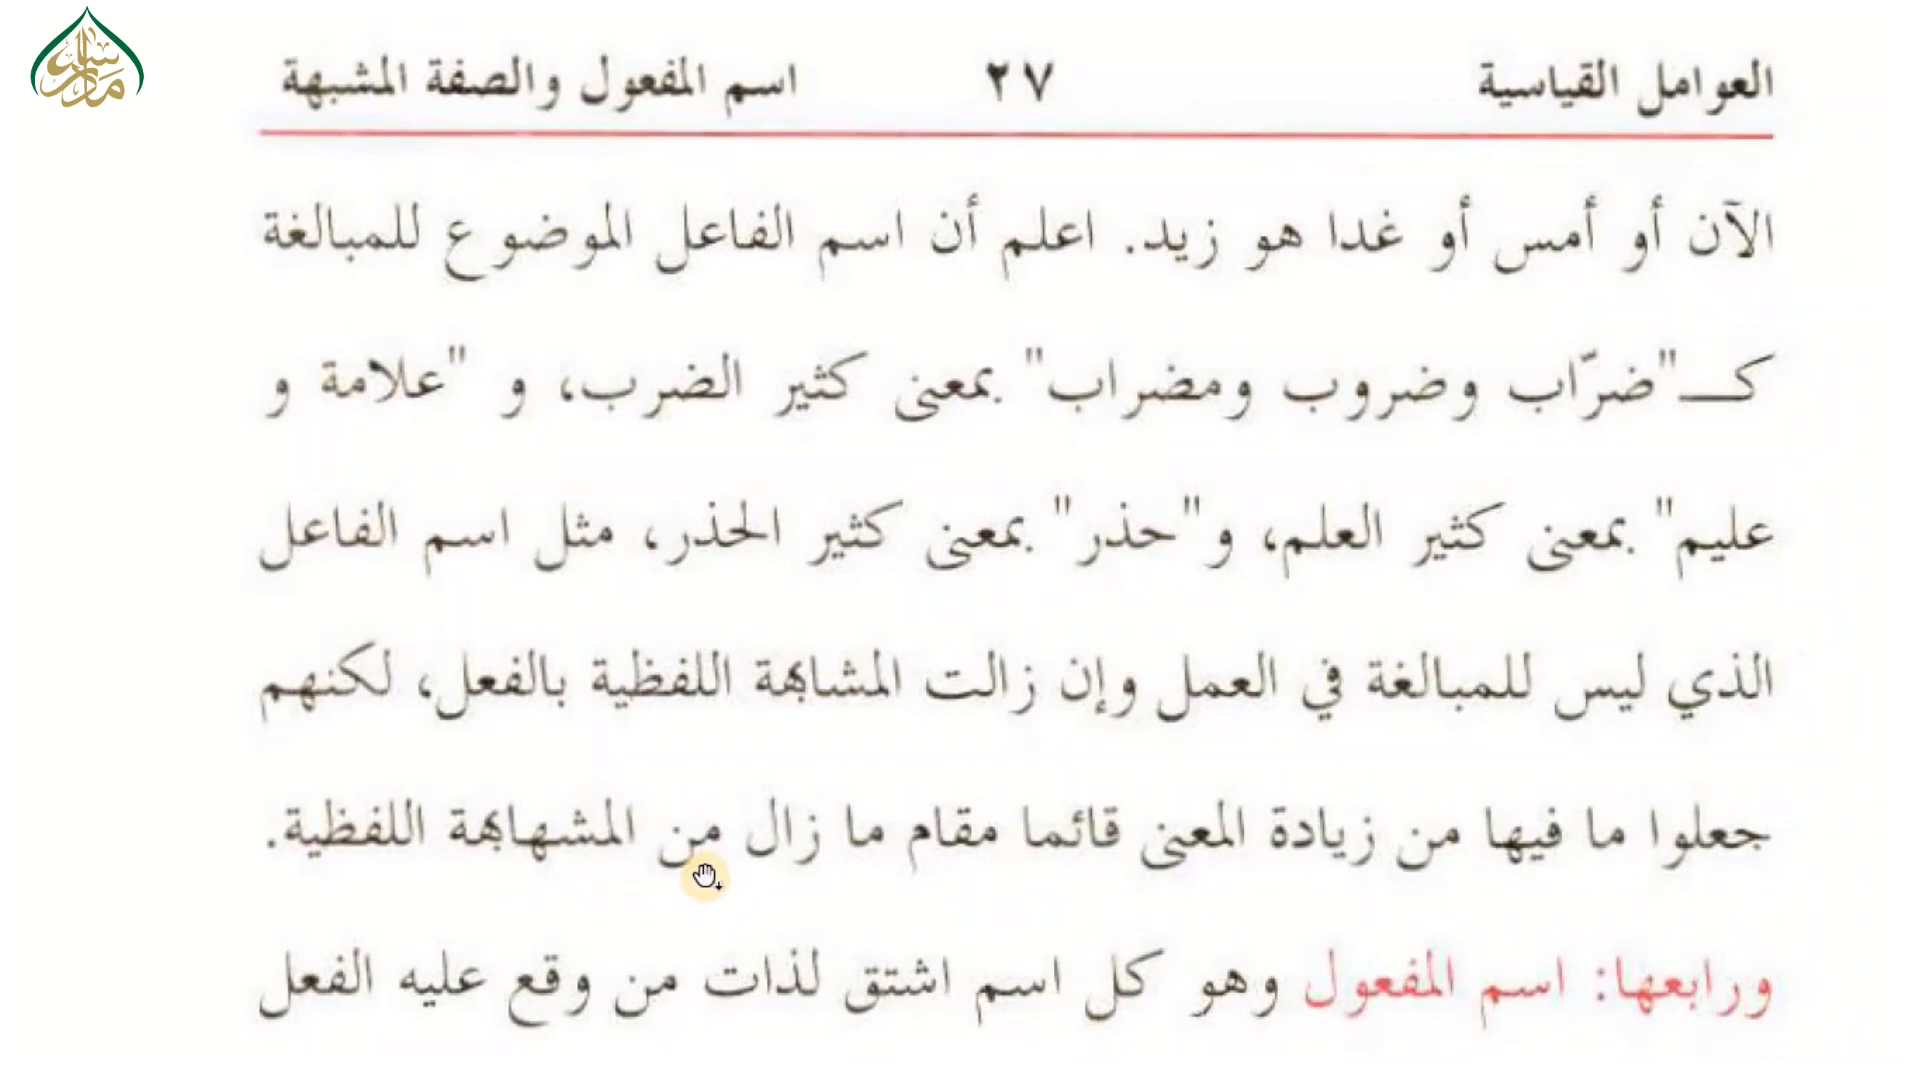 العوامل القياسية ٢٧ اسم المفعول والصفة المشبهة
الآن أو أمس أو غدا هو زيد. اعلم أن اسم الفاعل الموضوع للمبالغة
كـ"ضرّاب وضروب ومضراب" بمعنى كثير الضرب، و "علامة و
عليم" بمعنى كثير العلم، و"حذر" بمعنى كثير الحذر، مثل اسم الفاعل
الذي ليس للمبالغة في العمل وإن زالت المشابهة اللفظية بالفعل، لكنهم
جعلوا ما فيها من زيادة المعنى قائما مقام ما زال من المشهابهة اللفظية.
ورابعها: اسم المفعول وهو كل اسم اشتق لذات من وقع عليه الفعل